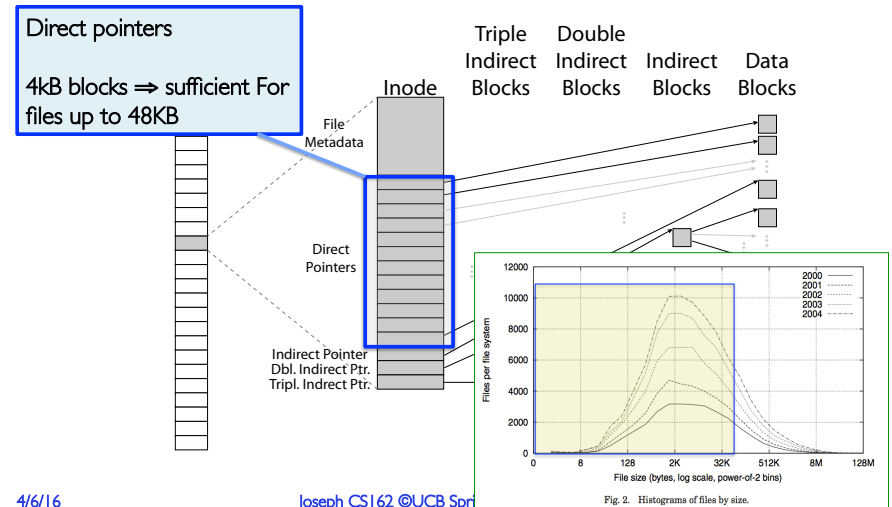 Direct pointers
4kB blocks ⇒ sufficient For
files up to 48KB
Triple
Indirect
Blocks
Double
Indirect
Blocks
Indirect
Blocks
Data
Blocks
Inode
File
Metadata
Direct
Pointers
Indirect Pointer
Dbl. Indirect Ptr.
Tripl. Indirect Ptr.
12000
10000
8000
6000
4000
2000
0
Files per file system
2000
2001
2002
2003
2004
0 8 128 2K 32K 512K 8M 128M
File size (bytes, log scale, power-of-2 bins)
Fig. 2. Histograms of files by size.
4/6/16
Joseph CS162 ©UCB Spri